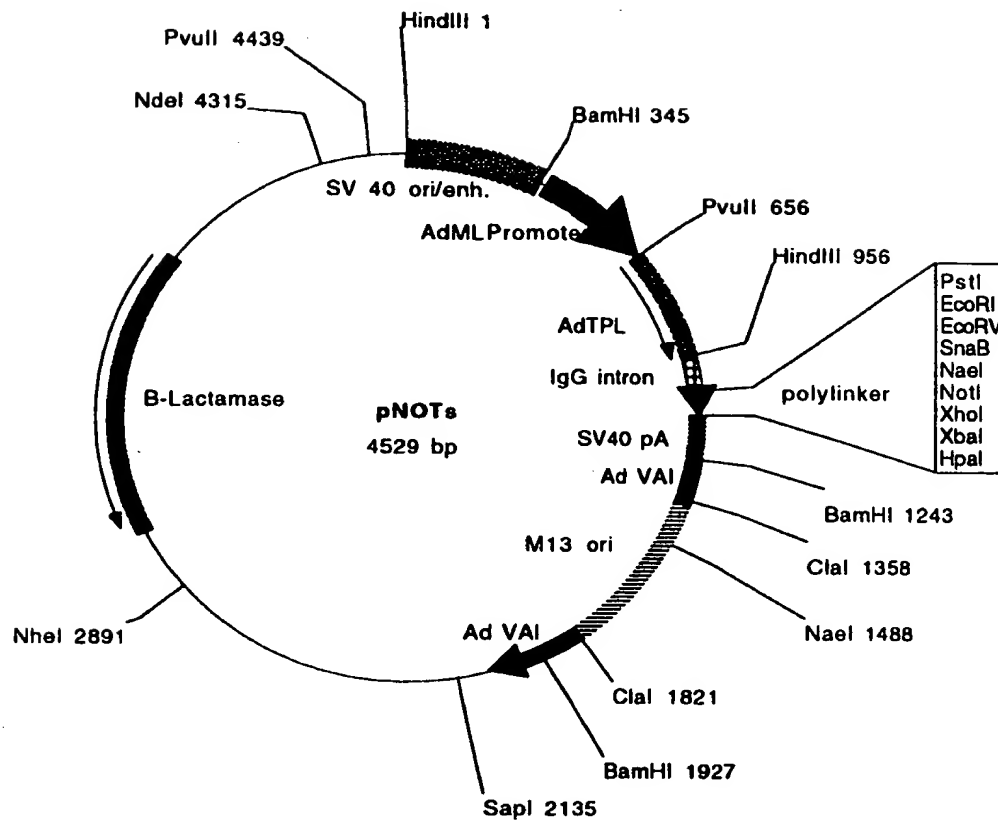 HindIII 1
PvuII 4439
NdeI 4315
BamHI 345
SV 40 ori/enh.
PvuII 656
AdMLPromote
HindIII 956
PstI
EcoRI
EcoRV
SnaB
NaeI
NotI
XhoI
XbaI
HpaI
AdTPL
IgG intron
polylinker
B-Lactamase
pNOTs
4529 bp
SV40 pA
Ad VAI
BamHI 1243
M13 ori
ClaI 1358
NheI 2891
Ad VAI
NaeI 1488
ClaI 1821
BamHI 1927
SapI 2135